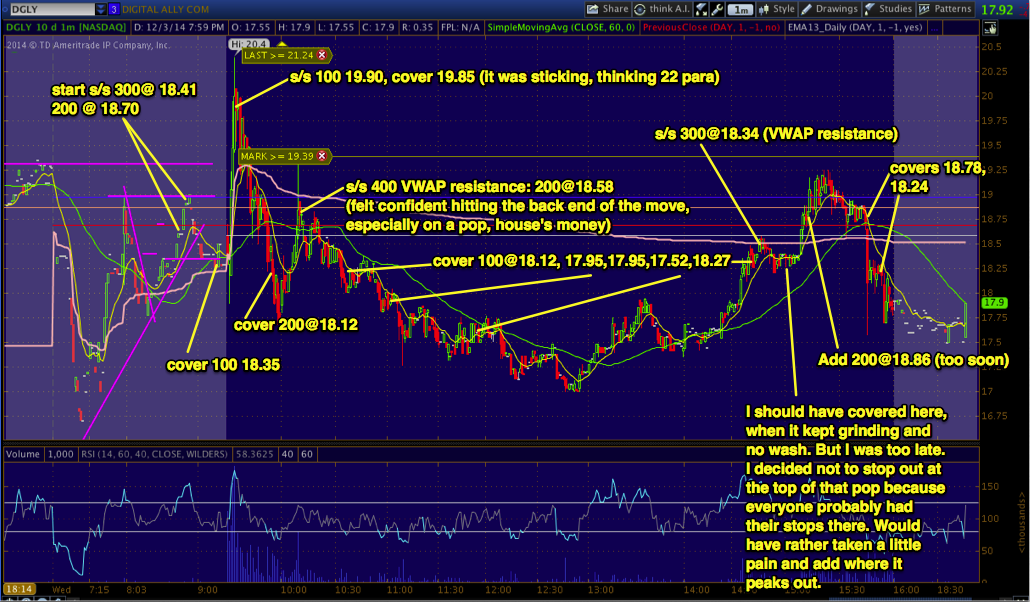 DGLY
3 DIGITAL ALLY COM
Share
think A.I.
1m
Style
Drawings
Studies
Patterns
17.92
DGLY 10 d 1m [NASDAQ]
D: 12/3/14 7:59 PM
O: 17.55
H: 17.9
L: 17.55
C: 17.9
R: 0.35
FPL: N/A
SimpleMovingAvg (CLOSE, 60, 0)
PreviousClose (DAY, 1, -1, no)
EMA13_Daily (DAY, 1, -1, yes)
2014 © TD Ameritrade IP Company, Inc.
Hi: 20.4
LAST >= 21.24
s/s 100 19.90, cover 19.85 (it was sticking, thinking 22 para)
start s/s 300@ 18.41
200 @ 18.70
s/s 300@18.34 (VWAP resistance)
MARK >= 19.39
covers 18.78,
18.24
s/s 400 VWAP resistance: 200@18.58
(felt confident hitting the back end of the move,
especially on a pop, house's money)
cover 100@18.12, 17.95,17.95,17.52,18.27
cover 200@18.12
cover 100 18.35
Add 200@18.86 (too soon)
I should have covered here,
when it kept grinding and
no wash. But I was too late.
I decided not to stop out at
the top of that pop because
everyone probably had
their stops there. Would
have rather taken a little
pain and add where it
peaks out.
20.5
20.25
20
19.75
19.5
19.25
19
18.75
18.5
18.25
18
17.9
17.75
17.5
17.25
17
16.75
Volume
1,000
RSI (14, 60, 40, CLOSE, WILDERS)
58.3625
40
60
150
100
50
<thousands>
18:14
Wed
7:15
8:03
9:00
10:00
10:30
11:00
11:30
12:00
12:30
13:00
14:00
14:30
15:00
15:30
16:00
18:30